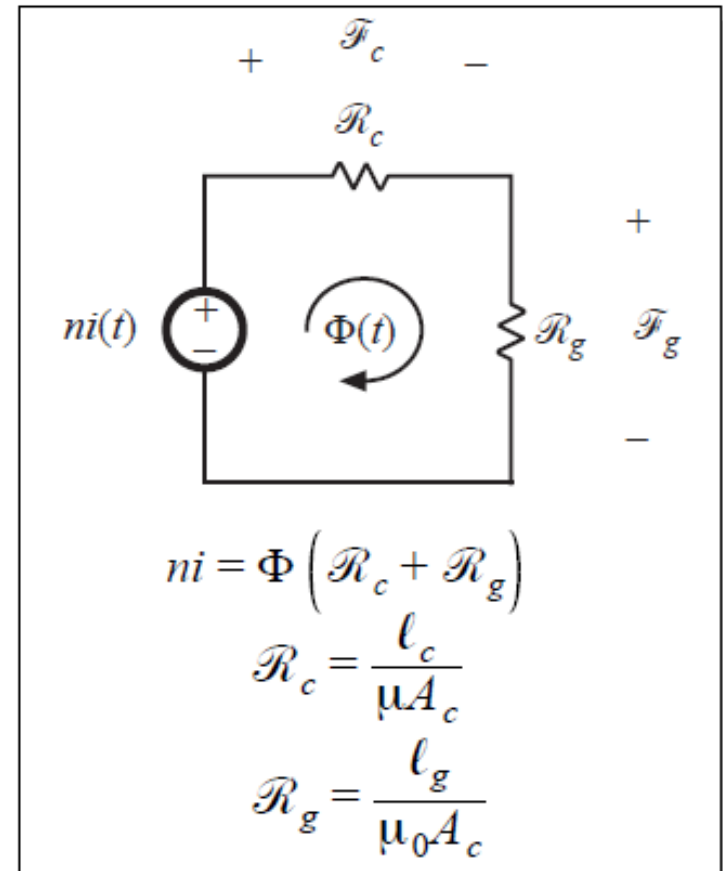 + ℱc −
ℛc
ni(t) + − Φ(t) ℛg + ℱg −
ni = Φ (ℛc + ℛg)
ℛc = ℓc / μAc
ℛg = ℓg / μ0Ac